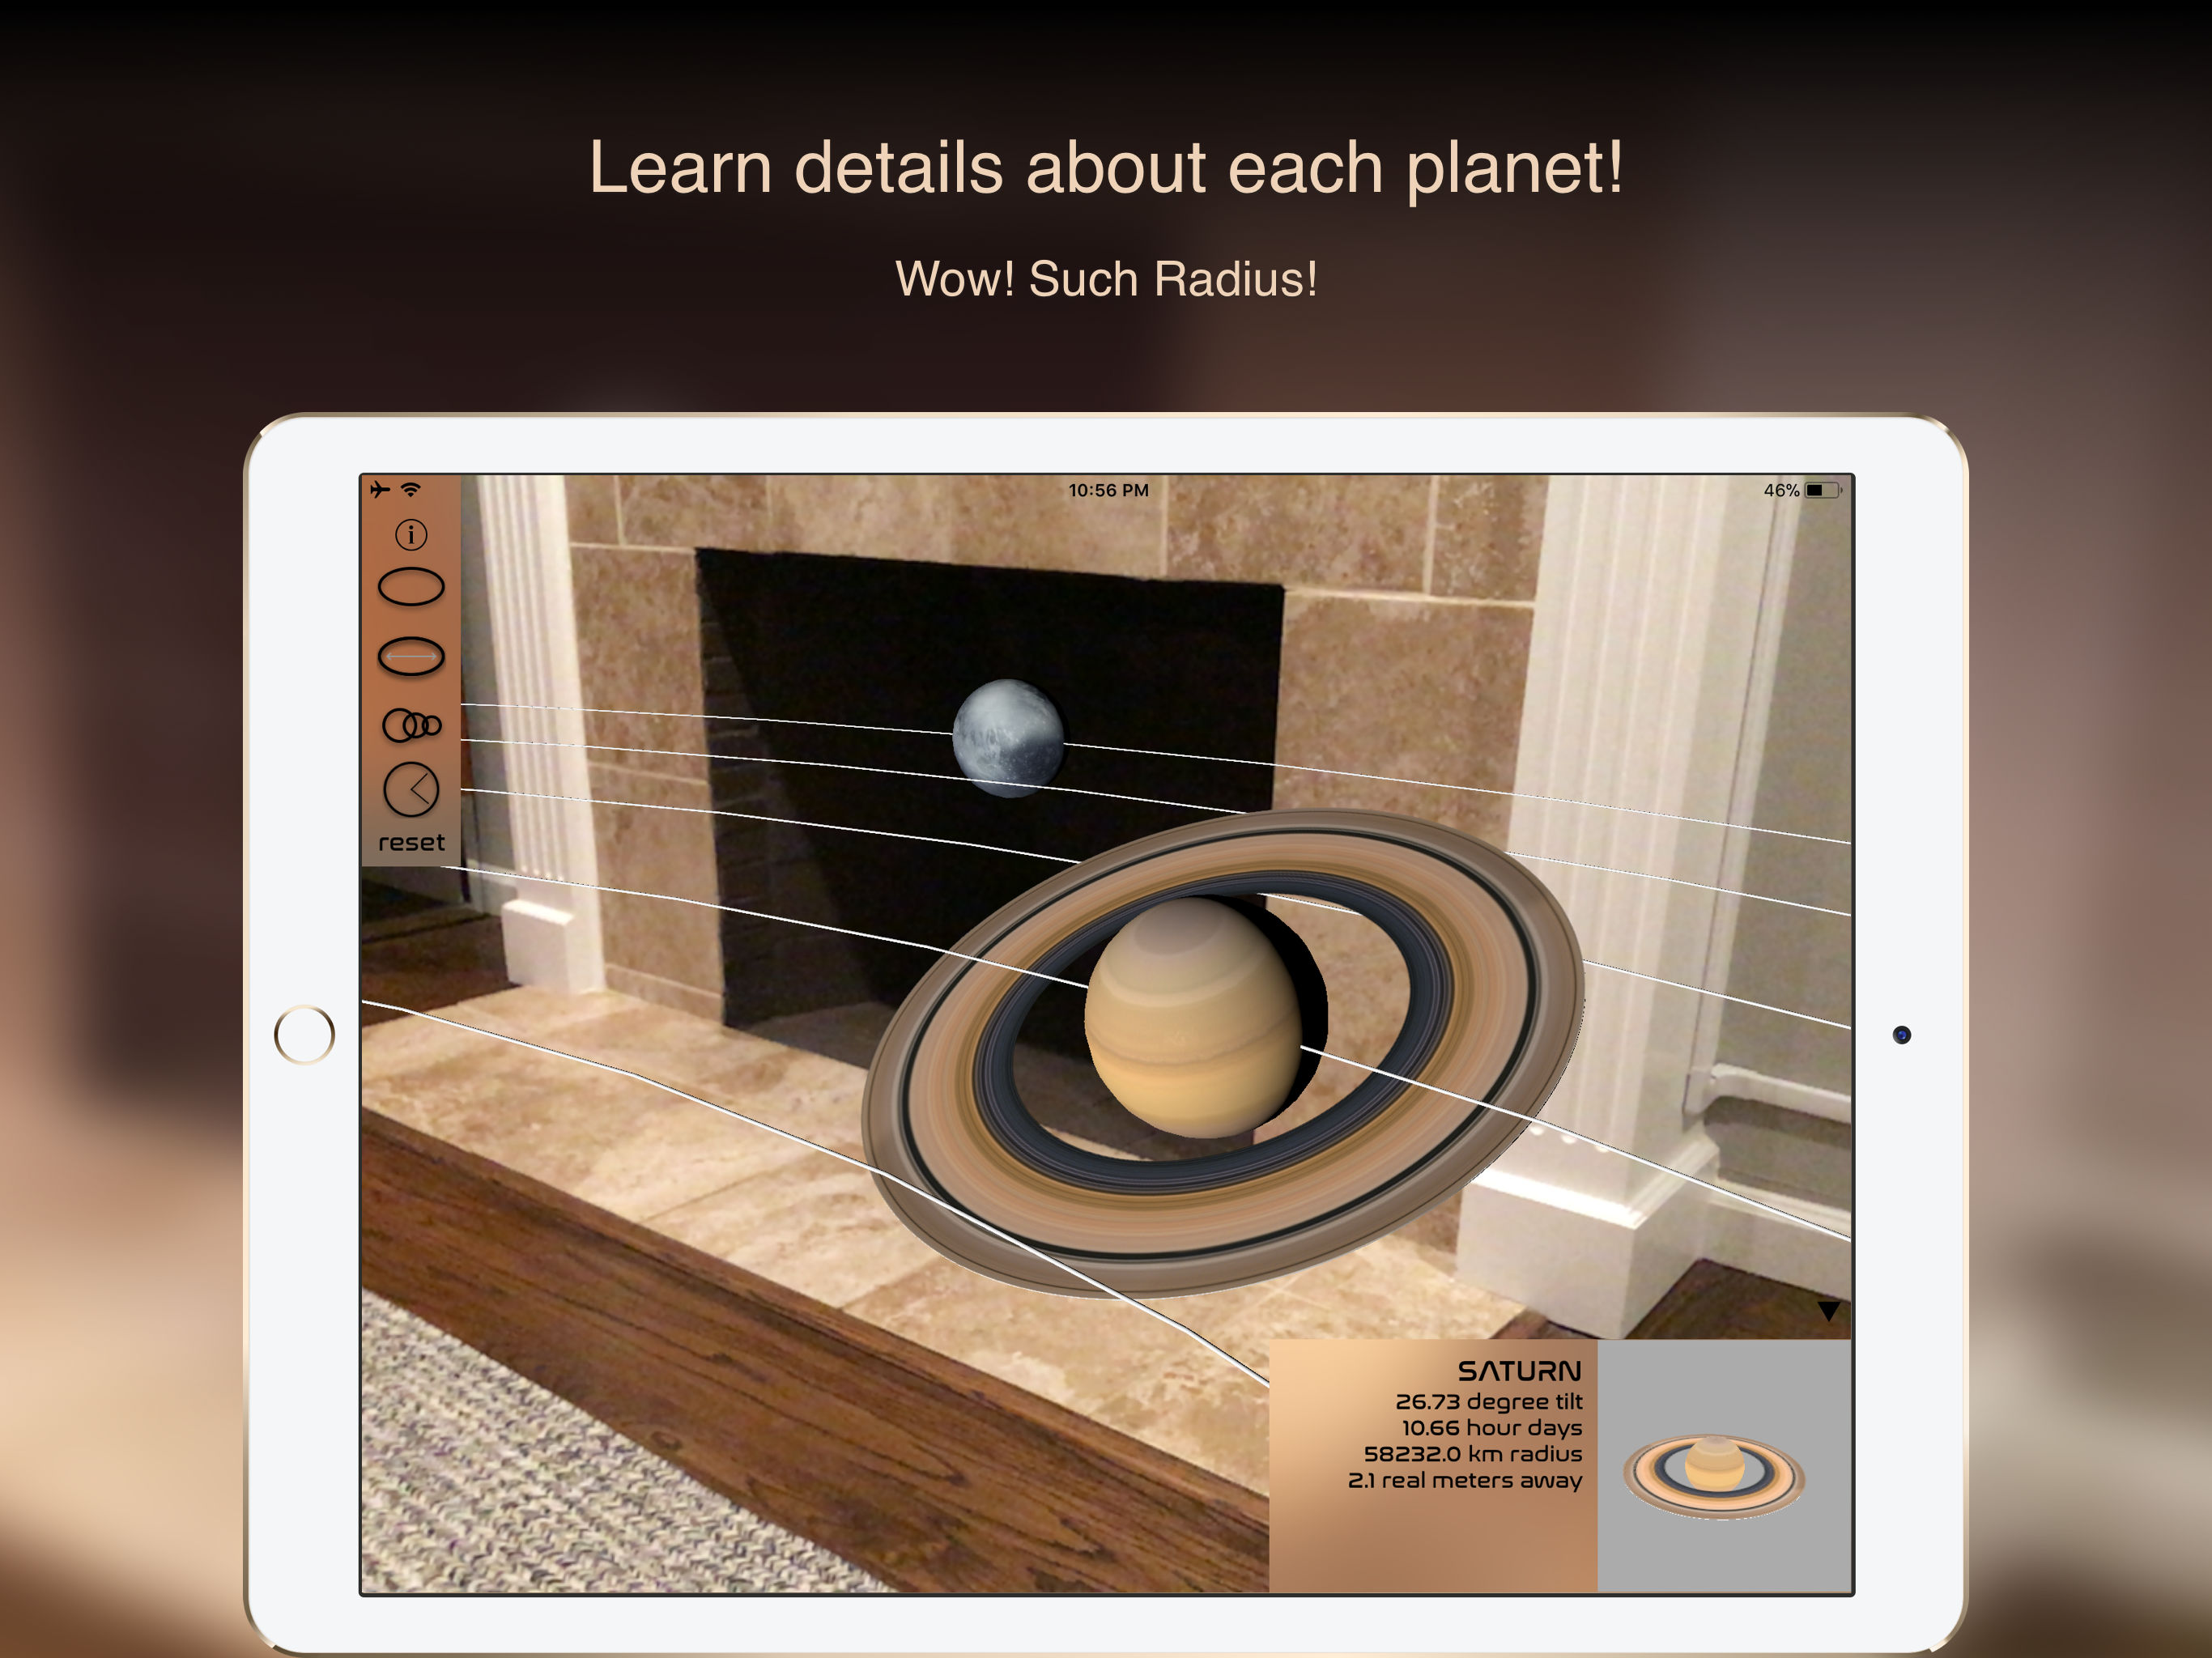 Learn details about each planet!
Wow! Such Radius!
10:56 PM
46%
reset
SATURN
26.73 degree tilt
10.66 hour days
58232.0 km radius
2.1 real meters away